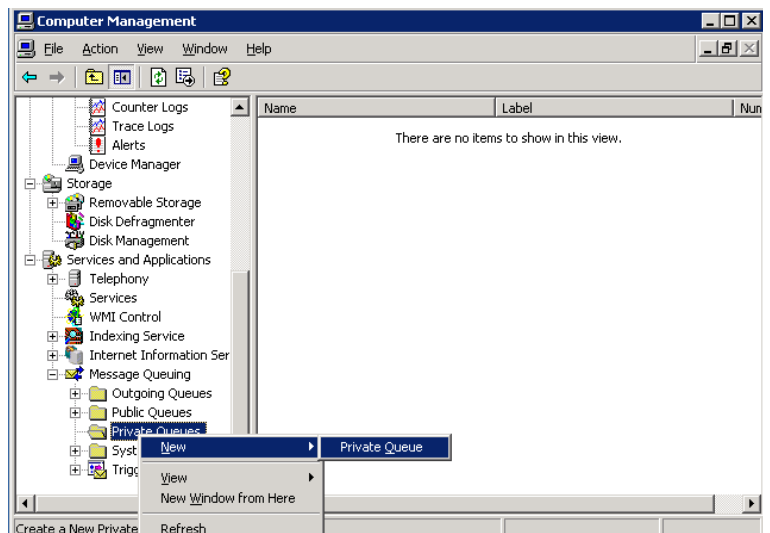 Computer Management
File Action View Window Help
Name Label Nun
There are no items to show in this view.
Counter Logs
Trace Logs
Alerts
Device Manager
Storage
Removable Storage
Disk Defragmenter
Disk Management
Services and Applications
Telephony
Services
WMI Control
Indexing Service
Internet Information Ser
Message Queuing
Outgoing Queues
Public Queues
Private Queues
Syst
Trigg
New
Private Queue
View
New Window from Here
Refresh
Create a New Private